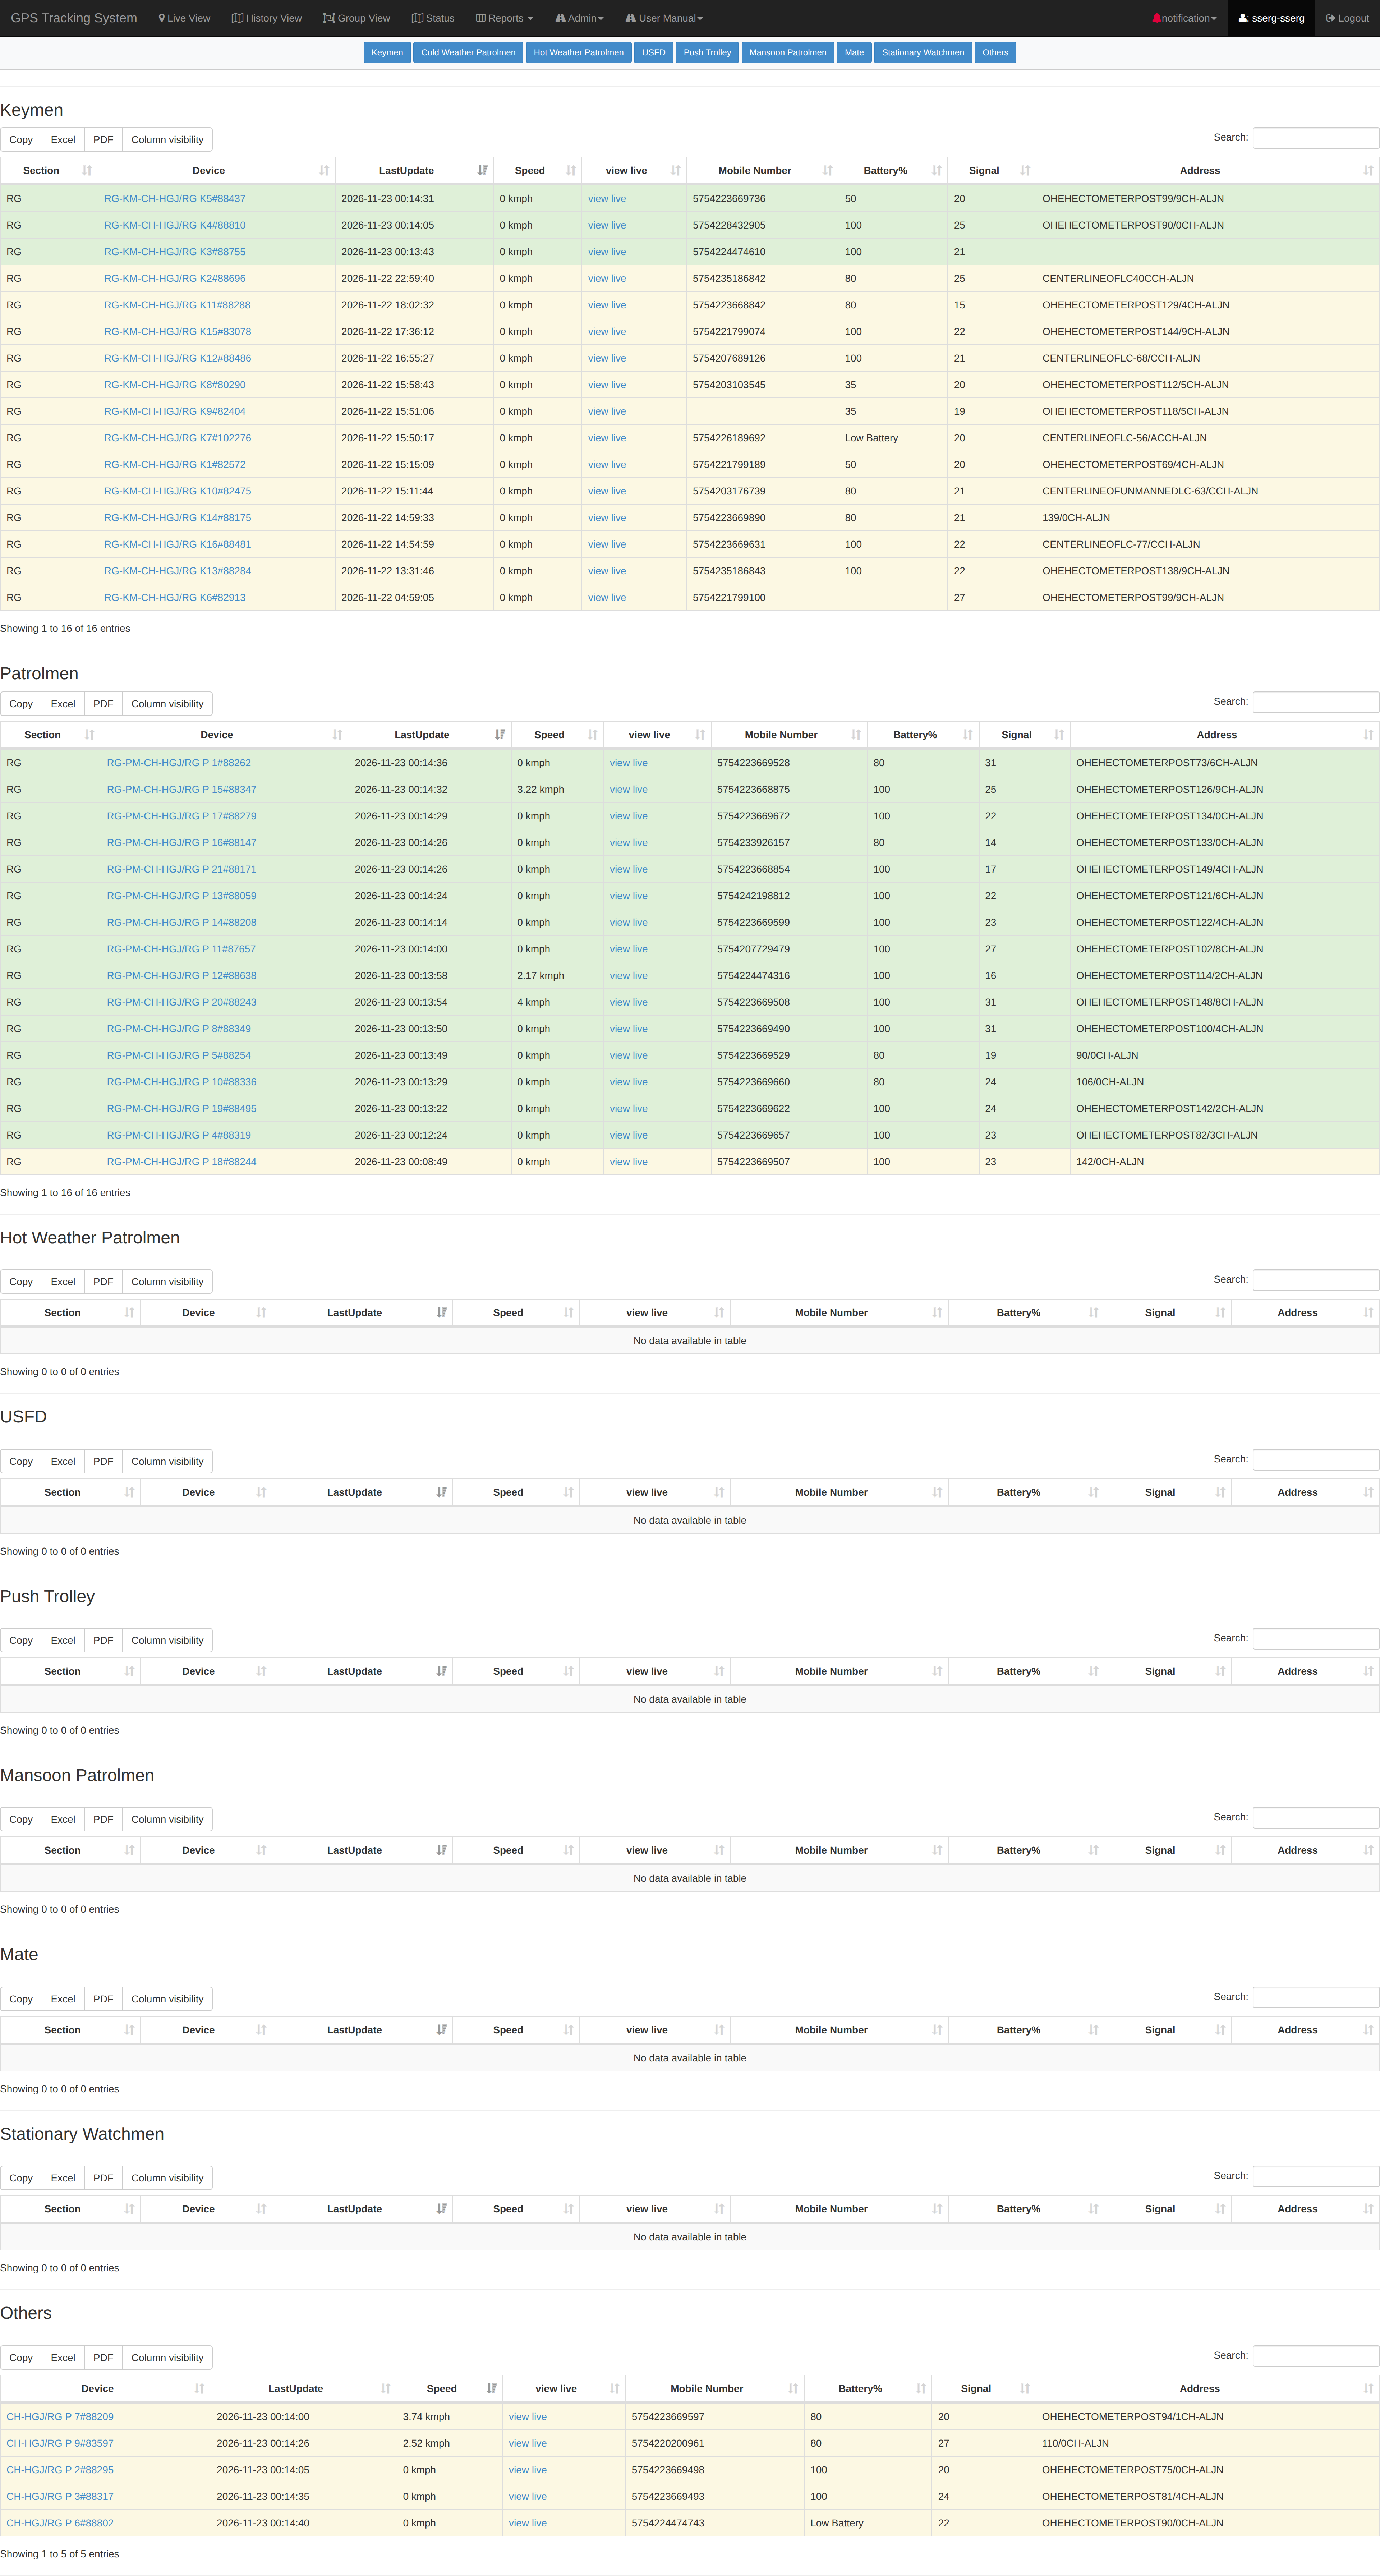 GPS Tracking System Live View History View Group View Status Reports Admin User Manual notification : sserg-sserg Logout
Keymen Cold Weather Patrolmen Hot Weather Patrolmen USFD Push Trolley Mansoon Patrolmen Mate Stationary Watchmen Others
Keymen
Copy Excel PDF Column visibility Search:
Section Device LastUpdate Speed view live Mobile Number Battery% Signal Address
RG RG-KM-CH-HGJ/RG K5#88437 2026-11-23 00:14:31 0 kmph view live 5754223669736 50 20 OHEHECTOMETERPOST99/9CH-ALJN
RG RG-KM-CH-HGJ/RG K4#88810 2026-11-23 00:14:05 0 kmph view live 5754228432905 100 25 OHEHECTOMETERPOST90/0CH-ALJN
RG RG-KM-CH-HGJ/RG K3#88755 2026-11-23 00:13:43 0 kmph view live 5754224474610 100 21
RG RG-KM-CH-HGJ/RG K2#88696 2026-11-22 22:59:40 0 kmph view live 5754235186842 80 25 CENTERLINEOFLC40CCH-ALJN
RG RG-KM-CH-HGJ/RG K11#88288 2026-11-22 18:02:32 0 kmph view live 5754223668842 80 15 OHEHECTOMETERPOST129/4CH-ALJN
RG RG-KM-CH-HGJ/RG K15#83078 2026-11-22 17:36:12 0 kmph view live 5754221799074 100 22 OHEHECTOMETERPOST144/9CH-ALJN
RG RG-KM-CH-HGJ/RG K12#88486 2026-11-22 16:55:27 0 kmph view live 5754207689126 100 21 CENTERLINEOFLC-68/CCH-ALJN
RG RG-KM-CH-HGJ/RG K8#80290 2026-11-22 15:58:43 0 kmph view live 5754203103545 35 20 OHEHECTOMETERPOST112/5CH-ALJN
RG RG-KM-CH-HGJ/RG K9#82404 2026-11-22 15:51:06 0 kmph view live 35 19 OHEHECTOMETERPOST118/5CH-ALJN
RG RG-KM-CH-HGJ/RG K7#102276 2026-11-22 15:50:17 0 kmph view live 5754226189692 Low Battery 20 CENTERLINEOFLC-56/ACCH-ALJN
RG RG-KM-CH-HGJ/RG K1#82572 2026-11-22 15:15:09 0 kmph view live 5754221799189 50 20 OHEHECTOMETERPOST69/4CH-ALJN
RG RG-KM-CH-HGJ/RG K10#82475 2026-11-22 15:11:44 0 kmph view live 5754203176739 80 21 CENTERLINEOFUNMANNEDLC-63/CCH-ALJN
RG RG-KM-CH-HGJ/RG K14#88175 2026-11-22 14:59:33 0 kmph view live 5754223669890 80 21 139/0CH-ALJN
RG RG-KM-CH-HGJ/RG K16#88481 2026-11-22 14:54:59 0 kmph view live 5754223669631 100 22 CENTERLINEOFLC-77/CCH-ALJN
RG RG-KM-CH-HGJ/RG K13#88284 2026-11-22 13:31:46 0 kmph view live 5754235186843 100 22 OHEHECTOMETERPOST138/9CH-ALJN
RG RG-KM-CH-HGJ/RG K6#82913 2026-11-22 04:59:05 0 kmph view live 5754221799100 27 OHEHECTOMETERPOST99/9CH-ALJN
Showing 1 to 16 of 16 entries
Patrolmen
Copy Excel PDF Column visibility Search:
Section Device LastUpdate Speed view live Mobile Number Battery% Signal Address
RG RG-PM-CH-HGJ/RG P 1#88262 2026-11-23 00:14:36 0 kmph view live 5754223669528 80 31 OHEHECTOMETERPOST73/6CH-ALJN
RG RG-PM-CH-HGJ/RG P 15#88347 2026-11-23 00:14:32 3.22 kmph view live 5754223668875 100 25 OHEHECTOMETERPOST126/9CH-ALJN
RG RG-PM-CH-HGJ/RG P 17#88279 2026-11-23 00:14:29 0 kmph view live 5754223669672 100 22 OHEHECTOMETERPOST134/0CH-ALJN
RG RG-PM-CH-HGJ/RG P 16#88147 2026-11-23 00:14:26 0 kmph view live 5754233926157 80 14 OHEHECTOMETERPOST133/0CH-ALJN
RG RG-PM-CH-HGJ/RG P 21#88171 2026-11-23 00:14:26 0 kmph view live 5754223668854 100 17 OHEHECTOMETERPOST149/4CH-ALJN
RG RG-PM-CH-HGJ/RG P 13#88059 2026-11-23 00:14:24 0 kmph view live 5754242198812 100 22 OHEHECTOMETERPOST121/6CH-ALJN
RG RG-PM-CH-HGJ/RG P 14#88208 2026-11-23 00:14:14 0 kmph view live 5754223669599 100 23 OHEHECTOMETERPOST122/4CH-ALJN
RG RG-PM-CH-HGJ/RG P 11#87657 2026-11-23 00:14:00 0 kmph view live 5754207729479 100 27 OHEHECTOMETERPOST102/8CH-ALJN
RG RG-PM-CH-HGJ/RG P 12#88638 2026-11-23 00:13:58 2.17 kmph view live 5754224474316 100 16 OHEHECTOMETERPOST114/2CH-ALJN
RG RG-PM-CH-HGJ/RG P 20#88243 2026-11-23 00:13:54 4 kmph view live 5754223669508 100 31 OHEHECTOMETERPOST148/8CH-ALJN
RG RG-PM-CH-HGJ/RG P 8#88349 2026-11-23 00:13:50 0 kmph view live 5754223669490 100 31 OHEHECTOMETERPOST100/4CH-ALJN
RG RG-PM-CH-HGJ/RG P 5#88254 2026-11-23 00:13:49 0 kmph view live 5754223669529 80 19 90/0CH-ALJN
RG RG-PM-CH-HGJ/RG P 10#88336 2026-11-23 00:13:29 0 kmph view live 5754223669660 80 24 106/0CH-ALJN
RG RG-PM-CH-HGJ/RG P 19#88495 2026-11-23 00:13:22 0 kmph view live 5754223669622 100 24 OHEHECTOMETERPOST142/2CH-ALJN
RG RG-PM-CH-HGJ/RG P 4#88319 2026-11-23 00:12:24 0 kmph view live 5754223669657 100 23 OHEHECTOMETERPOST82/3CH-ALJN
RG RG-PM-CH-HGJ/RG P 18#88244 2026-11-23 00:08:49 0 kmph view live 5754223669507 100 23 142/0CH-ALJN
Showing 1 to 16 of 16 entries
Hot Weather Patrolmen
Copy Excel PDF Column visibility Search:
Section Device LastUpdate Speed view live Mobile Number Battery% Signal Address
No data available in table
Showing 0 to 0 of 0 entries
USFD
Copy Excel PDF Column visibility Search:
Section Device LastUpdate Speed view live Mobile Number Battery% Signal Address
No data available in table
Showing 0 to 0 of 0 entries
Push Trolley
Copy Excel PDF Column visibility Search:
Section Device LastUpdate Speed view live Mobile Number Battery% Signal Address
No data available in table
Showing 0 to 0 of 0 entries
Mansoon Patrolmen
Copy Excel PDF Column visibility Search:
Section Device LastUpdate Speed view live Mobile Number Battery% Signal Address
No data available in table
Showing 0 to 0 of 0 entries
Mate
Copy Excel PDF Column visibility Search:
Section Device LastUpdate Speed view live Mobile Number Battery% Signal Address
No data available in table
Showing 0 to 0 of 0 entries
Stationary Watchmen
Copy Excel PDF Column visibility Search:
Section Device LastUpdate Speed view live Mobile Number Battery% Signal Address
No data available in table
Showing 0 to 0 of 0 entries
Others
Copy Excel PDF Column visibility Search:
Device LastUpdate Speed view live Mobile Number Battery% Signal Address
CH-HGJ/RG P 7#88209 2026-11-23 00:14:00 3.74 kmph view live 5754223669597 80 20 OHEHECTOMETERPOST94/1CH-ALJN
CH-HGJ/RG P 9#83597 2026-11-23 00:14:26 2.52 kmph view live 5754220200961 80 27 110/0CH-ALJN
CH-HGJ/RG P 2#88295 2026-11-23 00:14:05 0 kmph view live 5754223669498 100 20 OHEHECTOMETERPOST75/0CH-ALJN
CH-HGJ/RG P 3#88317 2026-11-23 00:14:35 0 kmph view live 5754223669493 100 24 OHEHECTOMETERPOST81/4CH-ALJN
CH-HGJ/RG P 6#88802 2026-11-23 00:14:40 0 kmph view live 5754224474743 Low Battery 22 OHEHECTOMETERPOST90/0CH-ALJN
Showing 1 to 5 of 5 entries